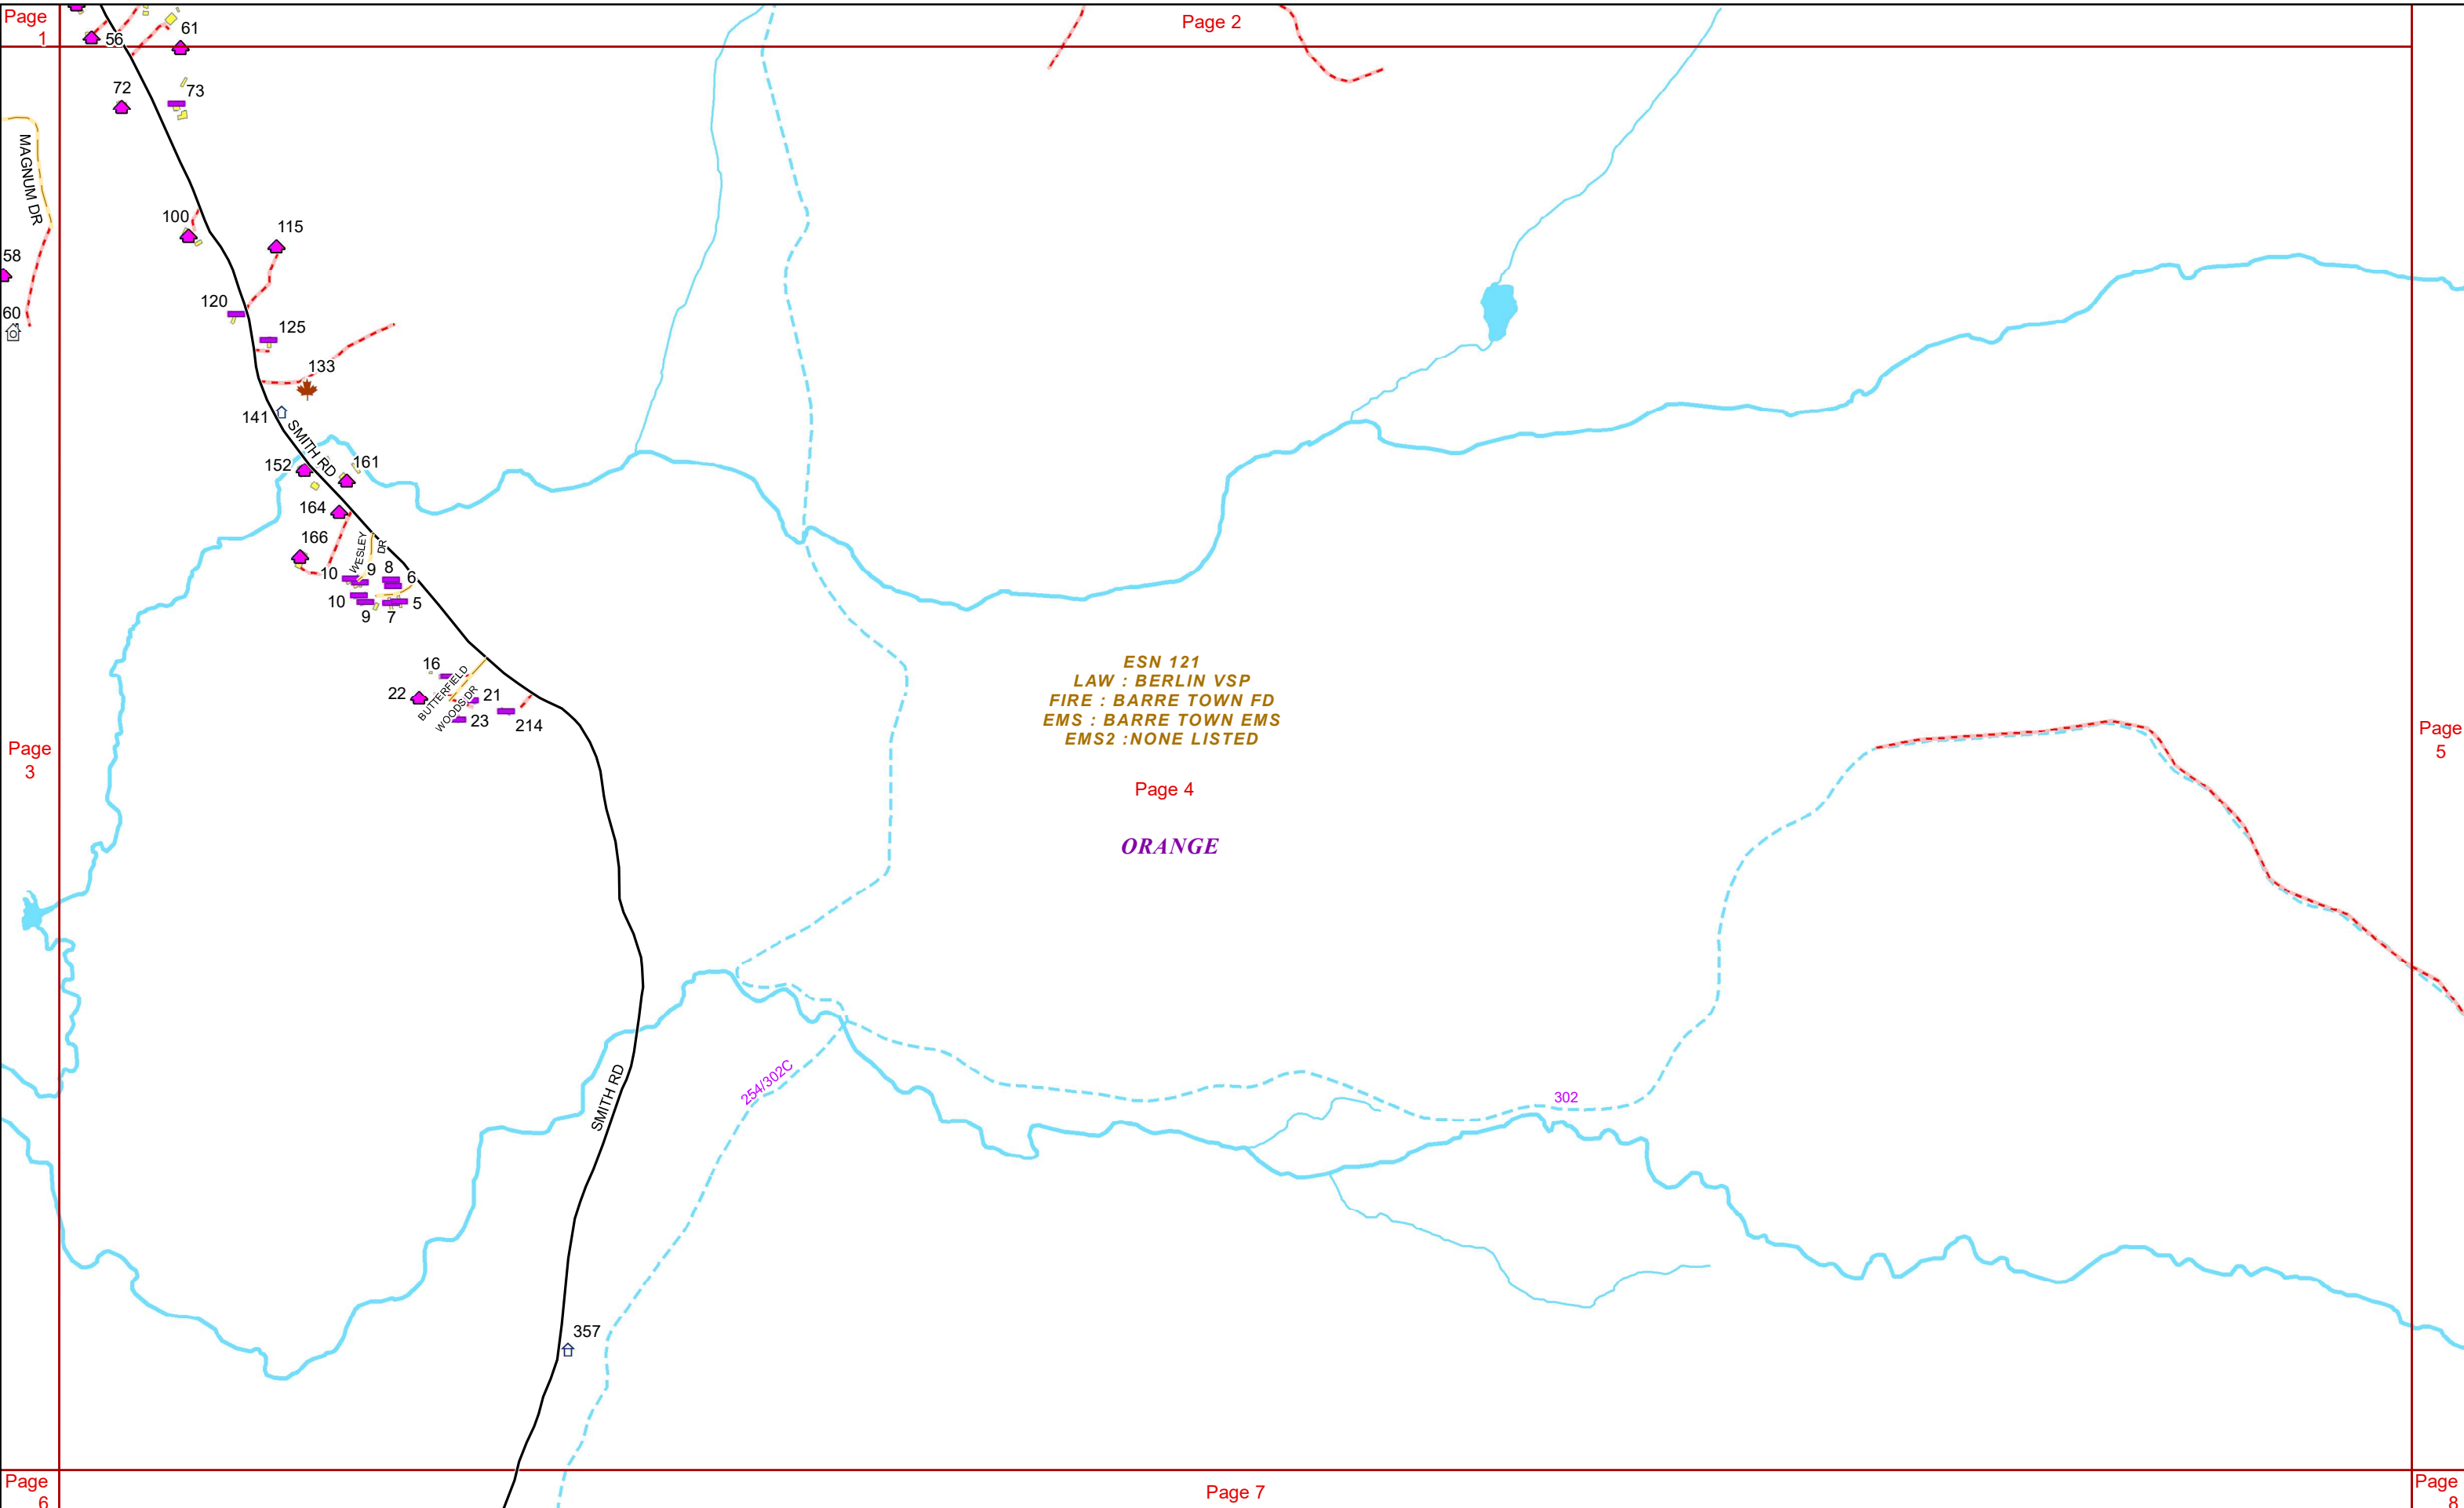 Page
1
Page 2
56
61
72
73
MAGNUM DR
100
115
58
120
60
125
133
141
SMITH RD
152
161
164
166
WESLEY
DR
10
9
8
6
10
9
7
5
16
22
BUTTERFIELD
WOODS DR
21
23
214
ESN 121
LAW : BERLIN VSP
FIRE : BARRE TOWN FD
EMS : BARRE TOWN EMS
EMS2 :NONE LISTED
Page
3
Page 4
Page
5
ORANGE
254/302C
302
SMITH RD
357
Page
6
Page 7
Page
8